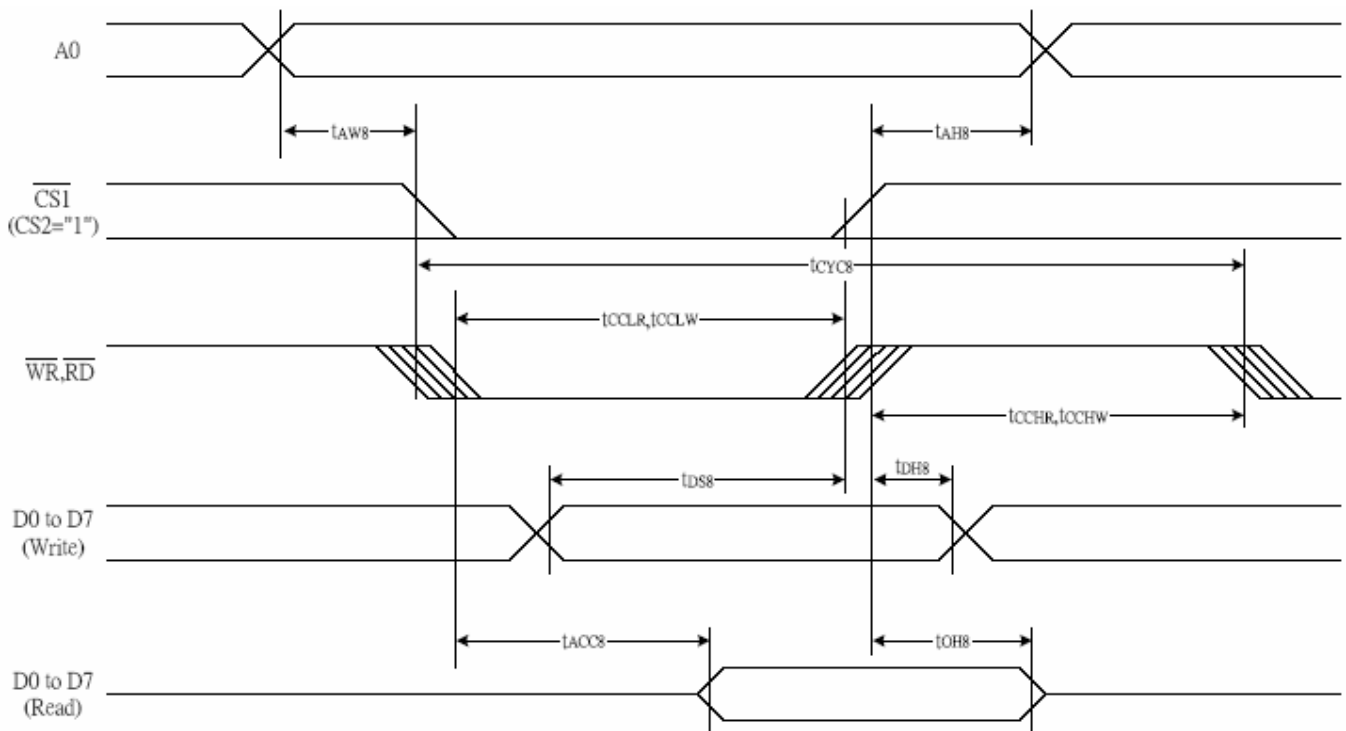 A0
tAW8
tAH8
CS1
(CS2="1")
tCYC8
tCCLR,tCCLW
WR,RD
tCCHR,tCCHW
tDS8
tDH8
D0 to D7
(Write)
tACC8
tOH8
D0 to D7
(Read)